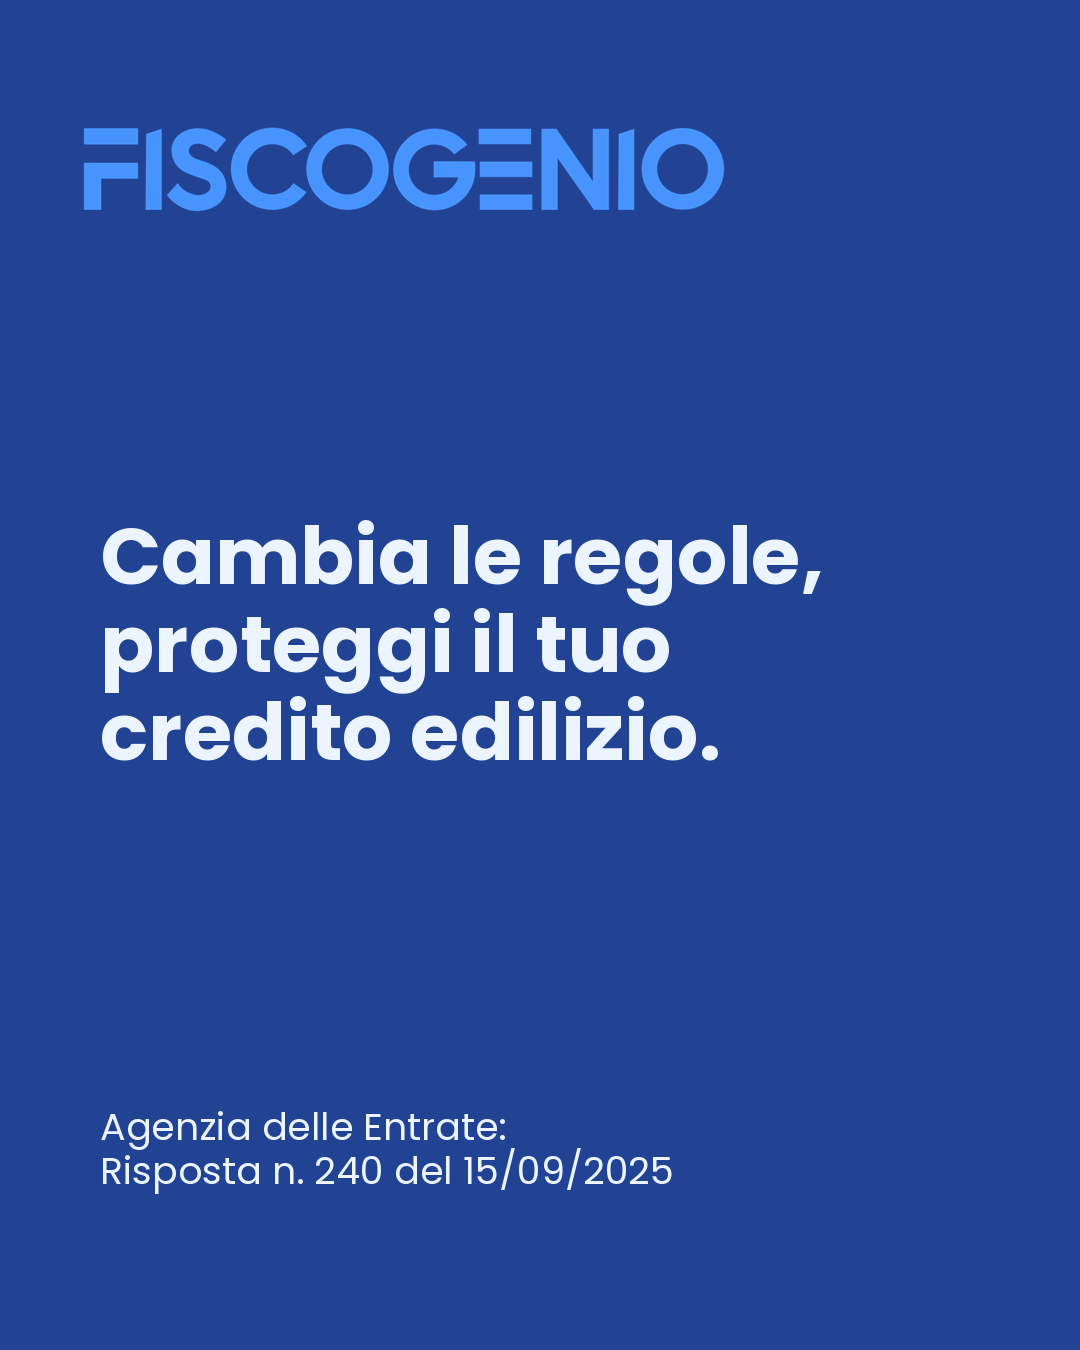 FISCOGENIO
Cambia le regole,
proteggi il tuo
credito edilizio.
Agenzia delle Entrate:
Risposta n. 240 del 15/09/2025